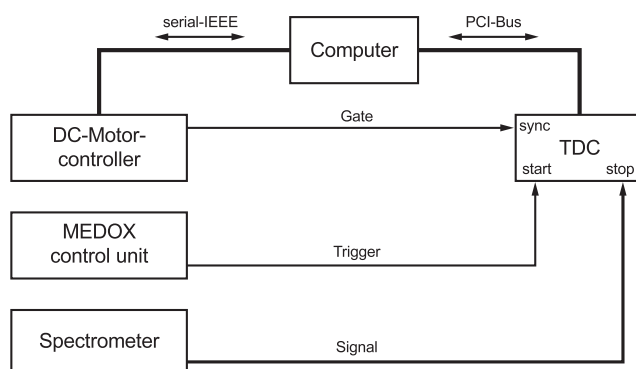 serial-IEEE
PCI-Bus
Computer
DC-Motor-
controller
Gate
sync
TDC
start
stop
MEDOX
control unit
Trigger
Spectrometer
Signal